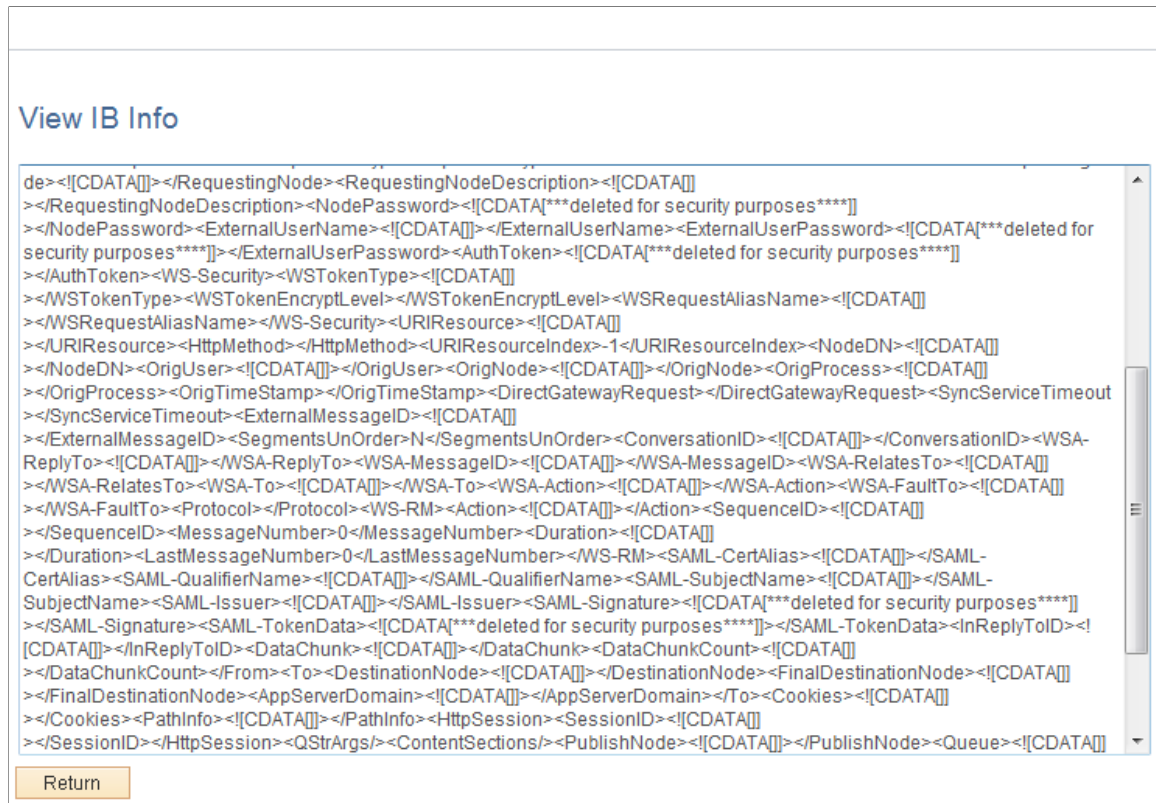 View IB Info
de><![CDATA[]]></RequestingNode><RequestingNodeDescription><![CDATA[]]
></RequestingNodeDescription><NodePassword><![CDATA[***deleted for security purposes****]]
></NodePassword><ExternalUserName><![CDATA[]]></ExternalUserName><ExternalUserPassword><![CDATA[***deleted for
security purposes****]]></ExternalUserPassword><AuthToken><![CDATA[***deleted for security purposes****]]
></AuthToken><WS-Security><WSTokenType><![CDATA[]]
></WSTokenType><WSTokenEncryptLevel></WSTokenEncryptLevel><WSRequestAliasName><![CDATA[]]
></WSRequestAliasName></WS-Security><URIResource><![CDATA[]]
></URIResource><HttpMethod></HttpMethod><URIResourceIndex>-1</URIResourceIndex><NodeDN><![CDATA[]]
></NodeDN><OrigUser><![CDATA[]]></OrigUser><OrigNode><![CDATA[]]></OrigNode><OrigProcess><![CDATA[]]
></OrigProcess><OrigTimeStamp></OrigTimeStamp><DirectGatewayRequest></DirectGatewayRequest><SyncServiceTimeout
></SyncServiceTimeout><ExternalMessageID><![CDATA[]]
></ExternalMessageID><SegmentsUnOrder>N</SegmentsUnOrder><ConversationID><![CDATA[]]></ConversationID><WSA-
ReplyTo><![CDATA[]]></WSA-ReplyTo><WSA-MessageID><![CDATA[]]></WSA-MessageID><WSA-RelatesTo><![CDATA[]]
></WSA-RelatesTo><WSA-To><![CDATA[]]></WSA-To><WSA-Action><![CDATA[]]></WSA-Action><WSA-FaultTo><![CDATA[]]
></WSA-FaultTo><Protocol></Protocol><WS-RM><Action><![CDATA[]]></Action><SequenceID><![CDATA[]]
></SequenceID><MessageNumber>0</MessageNumber><Duration><![CDATA[]]
></Duration><LastMessageNumber>0</LastMessageNumber></WS-RM><SAML-CertAlias><![CDATA[]]></SAML-
CertAlias><SAML-QualifierName><![CDATA[]]></SAML-QualifierName><SAML-SubjectName><![CDATA[]]></SAML-
SubjectName><SAML-Issuer><![CDATA[]]></SAML-Issuer><SAML-Signature><![CDATA[***deleted for security purposes****]]
></SAML-Signature><SAML-TokenData><![CDATA[***deleted for security purposes****]]></SAML-TokenData><InReplyToID><!
[CDATA[]]></InReplyToID><DataChunk><![CDATA[]]></DataChunk><DataChunkCount><![CDATA[]]
></DataChunkCount></From><To><DestinationNode><![CDATA[]]></DestinationNode><FinalDestinationNode><![CDATA[]]
></FinalDestinationNode><AppServerDomain><![CDATA[]]></AppServerDomain></To><Cookies><![CDATA[]]
></Cookies><PathInfo><![CDATA[]]></PathInfo><HttpSession><SessionID><![CDATA[]]
></SessionID></HttpSession><QStrArgs/><ContentSections/><PublishNode><![CDATA[]]></PublishNode><Queue><![CDATA[]]
Return